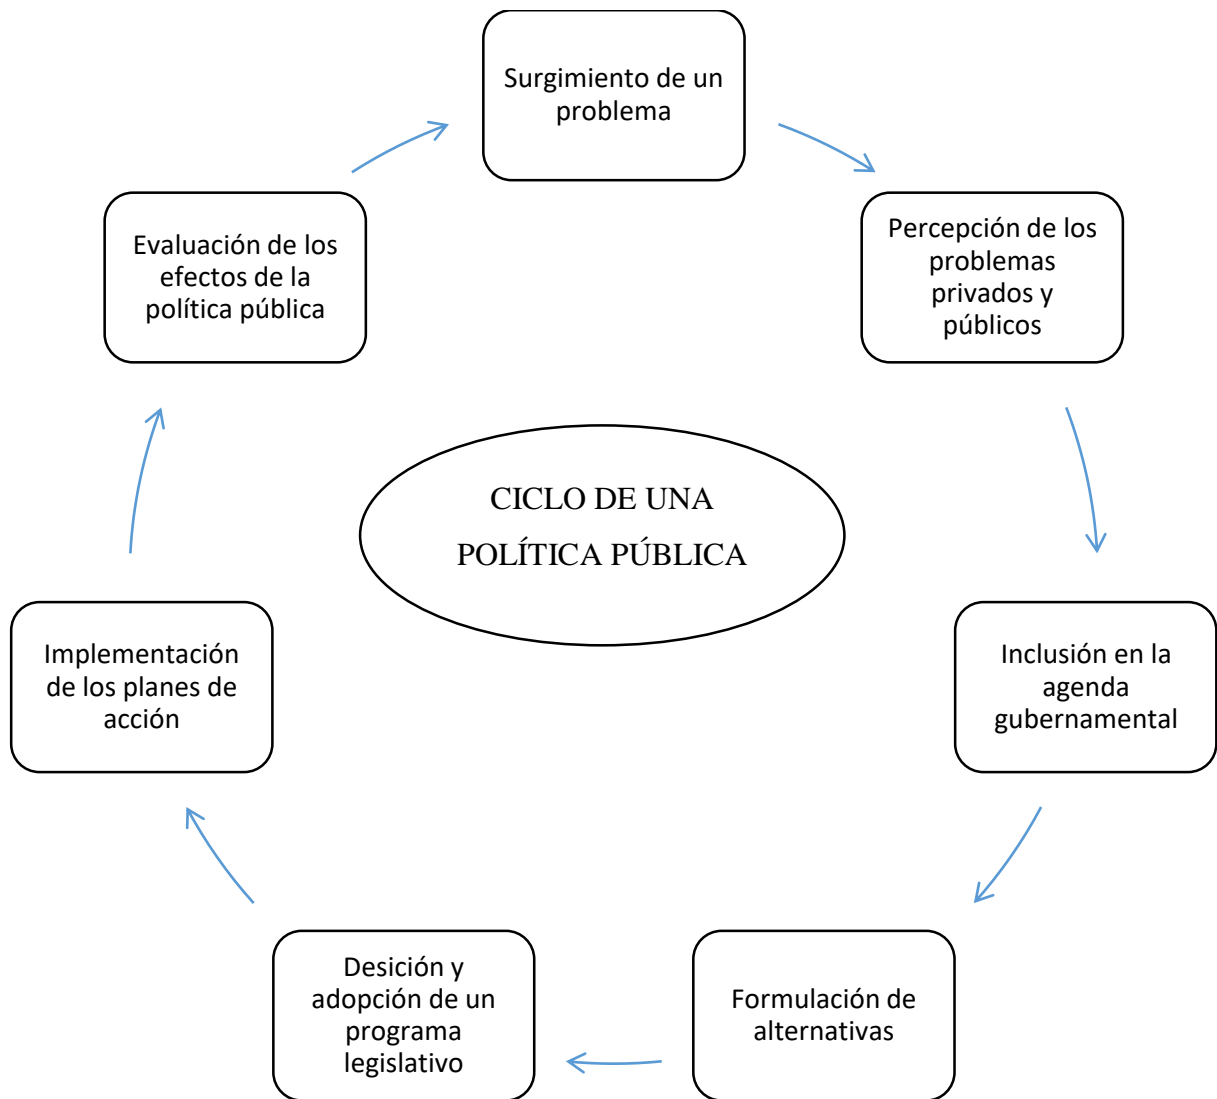 Surgimiento de un
problema
Percepción de los
problemas
privados y
públicos
Inclusión en la
agenda
gubernamental
Formulación de
alternativas
Desición y
adopción de un
programa
legislativo
Implementación
de los planes de
acción
Evaluación de los
efectos de la
política pública
CICLO DE UNA
POLÍTICA PÚBLICA